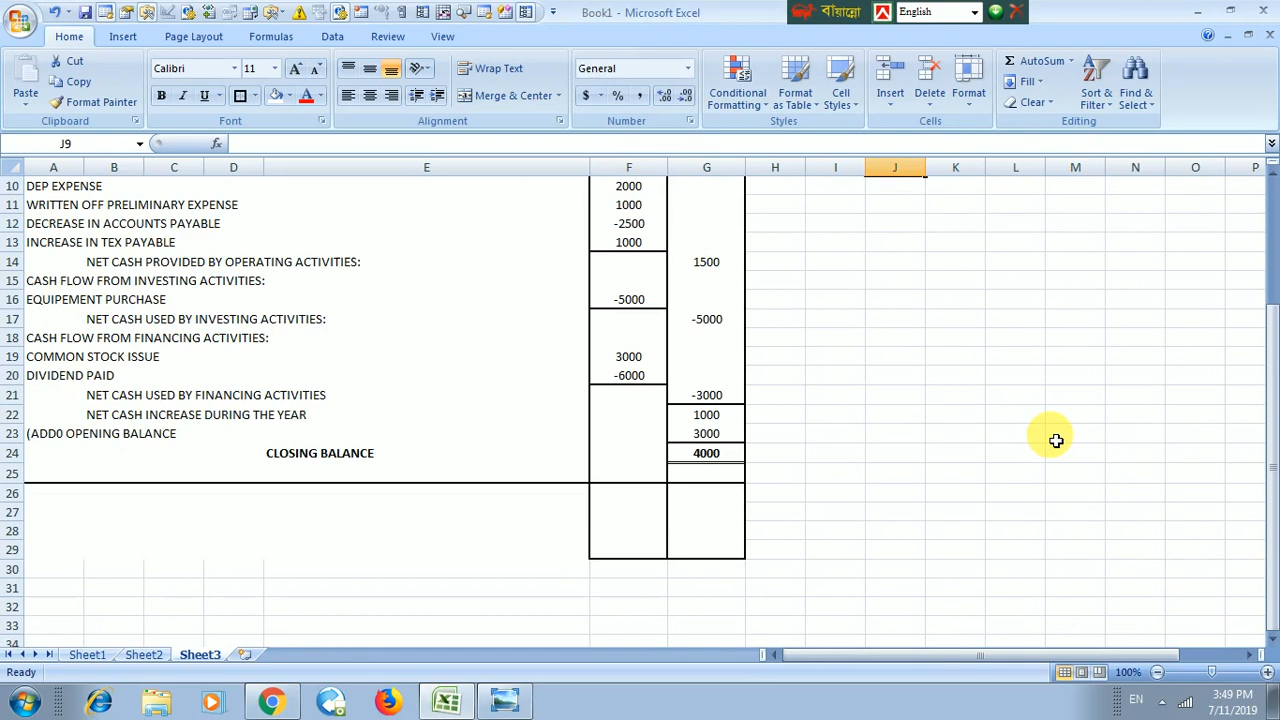 Book1 - Microsoft Excel
বায়ান্নো English
Home Insert Page Layout Formulas Data Review View
Paste Cut Copy Format Painter Clipboard
Calibri 11 B I U A Font
Wrap Text Merge & Center Alignment
General $ % , Number
Conditional Formatting Format as Table Cell Styles Styles
Insert Delete Format Cells
Σ AutoSum Fill Clear Sort & Filter Find & Select Editing
J9 fx
A B C D E F G H I J K L M N O P
10 DEP EXPENSE 2000
11 WRITTEN OFF PRELIMINARY EXPENSE 1000
12 DECREASE IN ACCOUNTS PAYABLE -2500
13 INCREASE IN TEX PAYABLE 1000
14 NET CASH PROVIDED BY OPERATING ACTIVITIES: 1500
15 CASH FLOW FROM INVESTING ACTIVITIES:
16 EQUIPEMENT PURCHASE -5000
17 NET CASH USED BY INVESTING ACTIVITIES: -5000
18 CASH FLOW FROM FINANCING ACTIVITIES:
19 COMMON STOCK ISSUE 3000
20 DIVIDEND PAID -6000
21 NET CASH USED BY FINANCING ACTIVITIES -3000
22 NET CASH INCREASE DURING THE YEAR 1000
23 (ADD0 OPENING BALANCE 3000
24 CLOSING BALANCE 4000
25
26
27
28
29
30
31
32
33
34
Sheet1 Sheet2 Sheet3
Ready 100%
EN 3:49 PM
7/11/2019